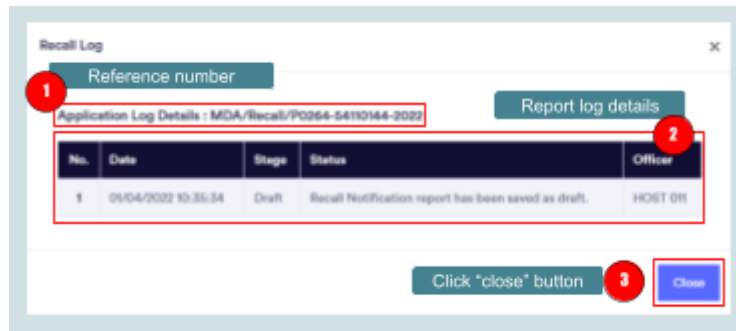 Recall Log ×
Reference number
1
Application Log Details : MDA/Recall/P0264-54110144-2022
Report log details
2
No. Date Stage Status Officer
1 01/04/2022 10:35:34 Draft Recall Notification report has been saved as draft. HOST 011
Click "close" button 3 Close